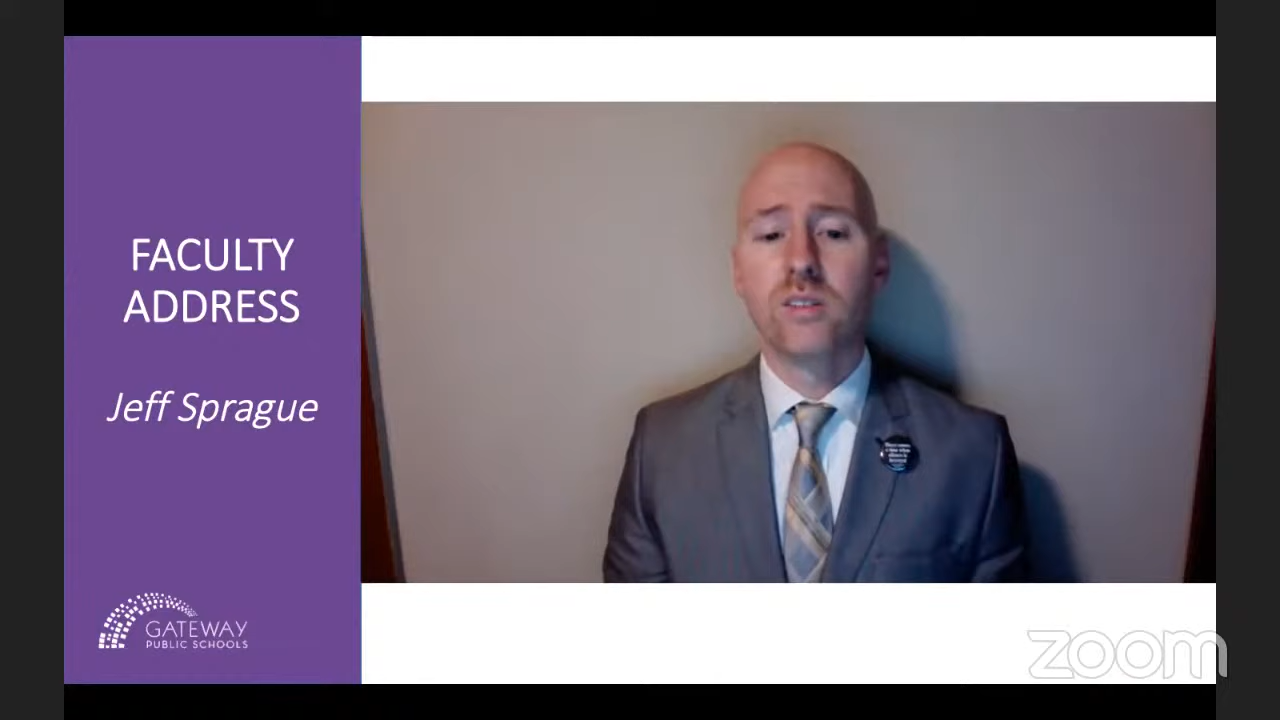 FACULTY
ADDRESS
Jeff Sprague
GATEWAY
PUBLIC SCHOOLS
zoom